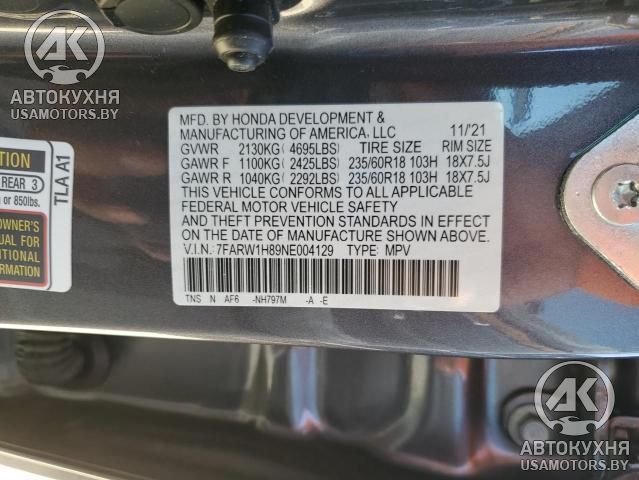 AK
АВТОКУХНЯ
USAMOTORS.BY
MFD. BY HONDA DEVELOPMENT &
MANUFACTURING OF AMERICA, LLC 11/21
GVWR 2130KG ( 4695LBS) TIRE SIZE RIM SIZE
GAWR F 1100KG ( 2425LBS) 235/60R18 103H 18X7.5J
GAWR R 1040KG ( 2292LBS) 235/60R18 103H 18X7.5J
THIS VEHICLE CONFORMS TO ALL APPLICABLE
FEDERAL MOTOR VEHICLE SAFETY
AND THEFT PREVENTION STANDARDS IN EFFECT
ON THE DATE OF MANUFACTURE SHOWN ABOVE.
V.I.N.: 7FARW1H89NE004129 TYPE: MPV
TNS N AF6 -NH797M -A -E
TION
REAR 3
or 850lbs.
OWNER'S
UAL FOR
DITIONAL
RMATION
TLA A1
AK
АВТОКУХНЯ
USAMOTORS.BY